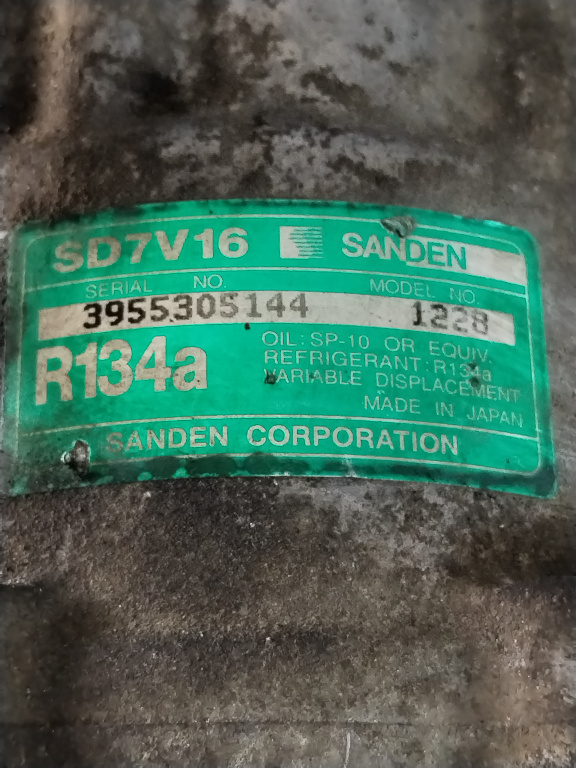 SD7V16 SANDEN
SERIAL NO. MODEL NO.
3955305144 1228
R134a
OIL: SP-10 OR EQUIV.
REFRIGERANT: R134a
VARIABLE DISPLACEMENT
MADE IN JAPAN
SANDEN CORPORATION